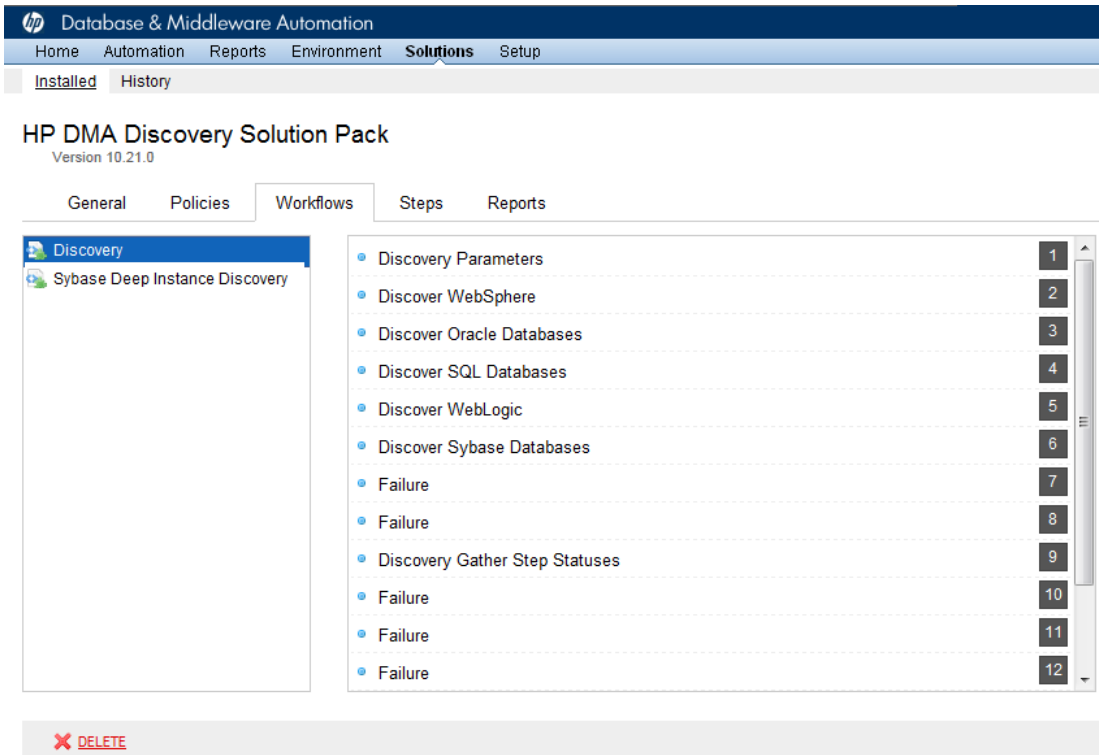 hp Database & Middleware Automation
Home Automation Reports Environment Solutions Setup
Installed History
HP DMA Discovery Solution Pack
Version 10.21.0
General Policies Workflows Steps Reports
Discovery
Sybase Deep Instance Discovery
Discovery Parameters 1
Discover WebSphere 2
Discover Oracle Databases 3
Discover SQL Databases 4
Discover WebLogic 5
Discover Sybase Databases 6
Failure 7
Failure 8
Discovery Gather Step Statuses 9
Failure 10
Failure 11
Failure 12
DELETE